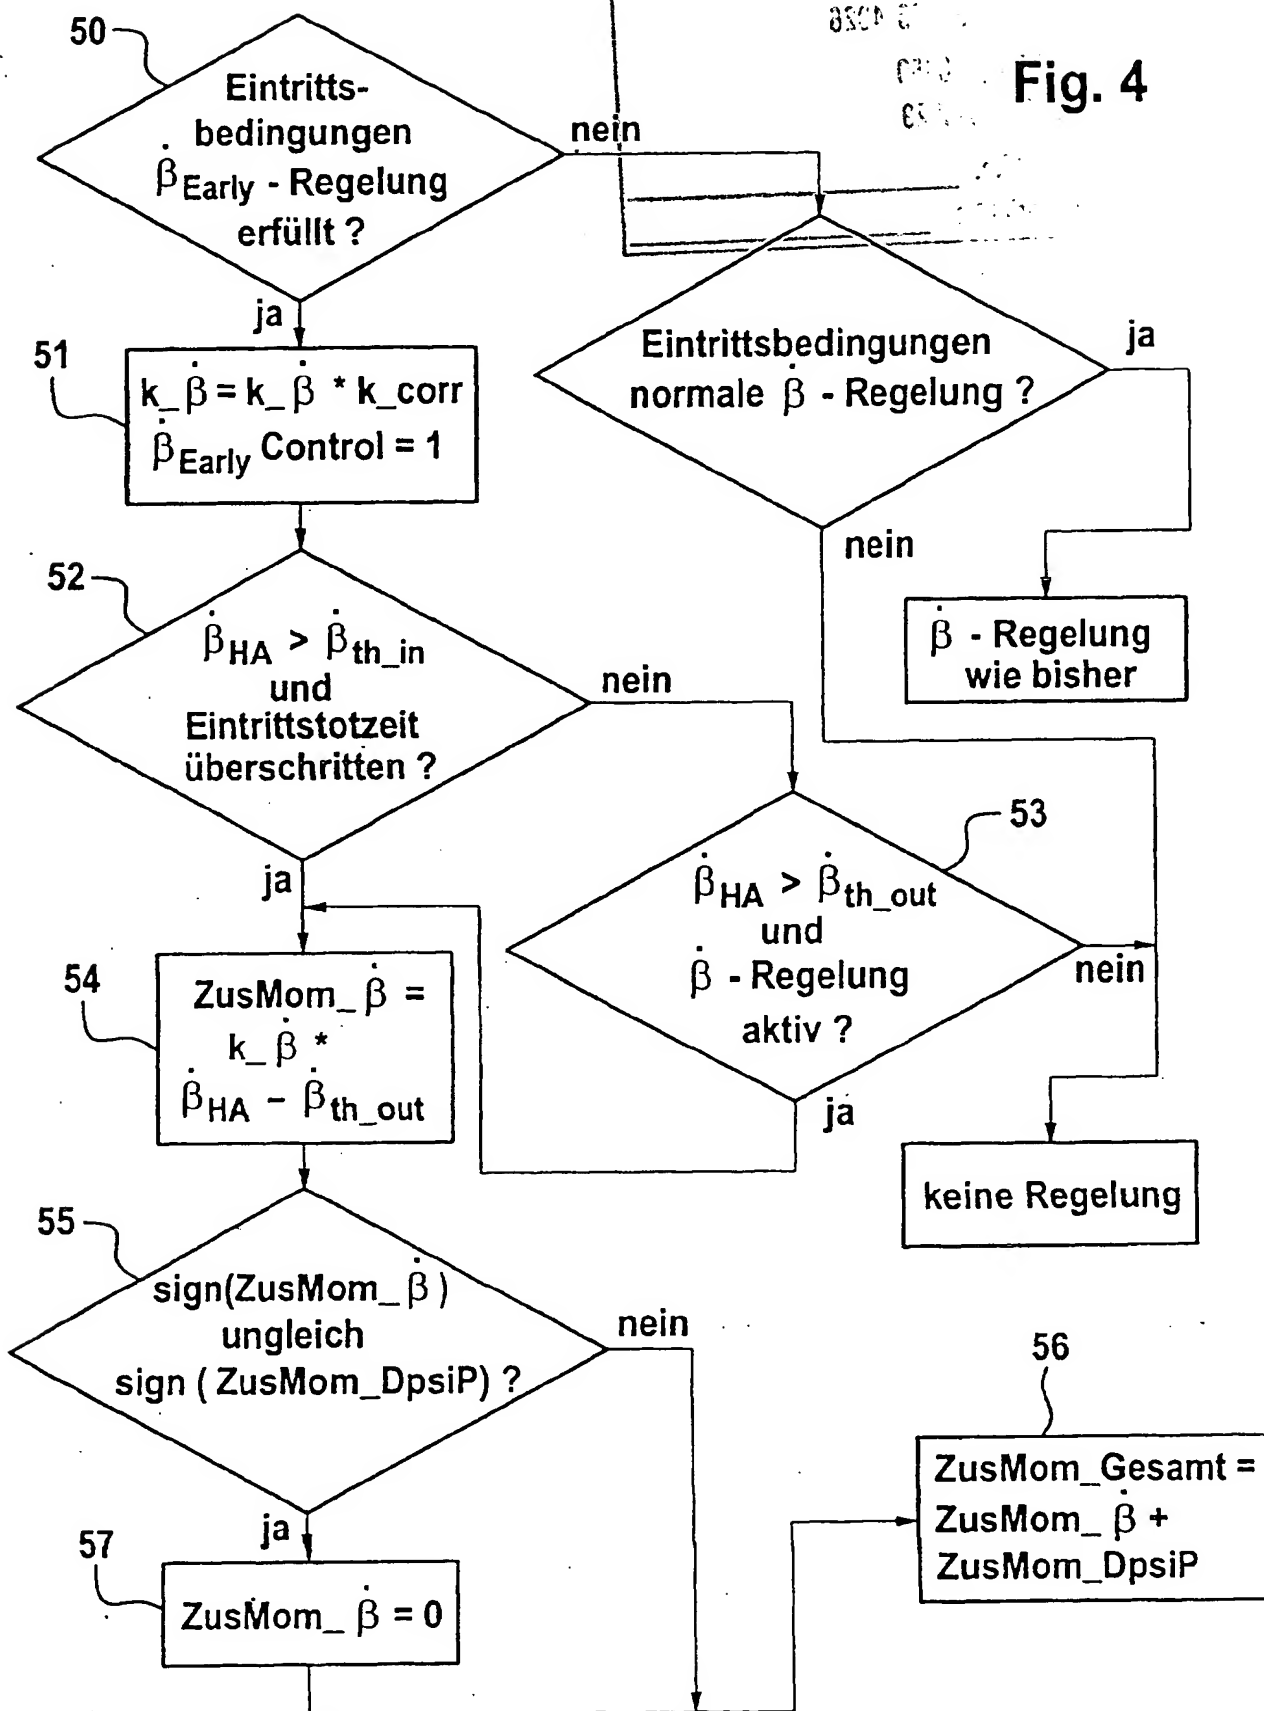 Fig. 4
50
Eintritts-
bedingungen
β̇Early - Regelung
erfüllt ?
nein
ja
51
k_β̇ = k_β̇ * k_corr
β̇Early Control = 1
Eintrittsbedingungen
normale β̇ - Regelung ?
ja
nein
β̇ - Regelung
wie bisher
52
β̇HA > β̇th_in
und
Eintrittstotzeit
überschritten ?
nein
ja
53
β̇HA > β̇th_out
und
β̇ - Regelung
aktiv ?
nein
ja
keine Regelung
54
ZusMom_β̇ =
k_β̇ *
β̇HA - β̇th_out
55
sign(ZusMom_β̇)
ungleich
sign ( ZusMom_DpsiP) ?
nein
ja
56
ZusMom_Gesamt =
ZusMom_β̇ +
ZusMom_DpsiP
57
ZusMom_β̇ = 0